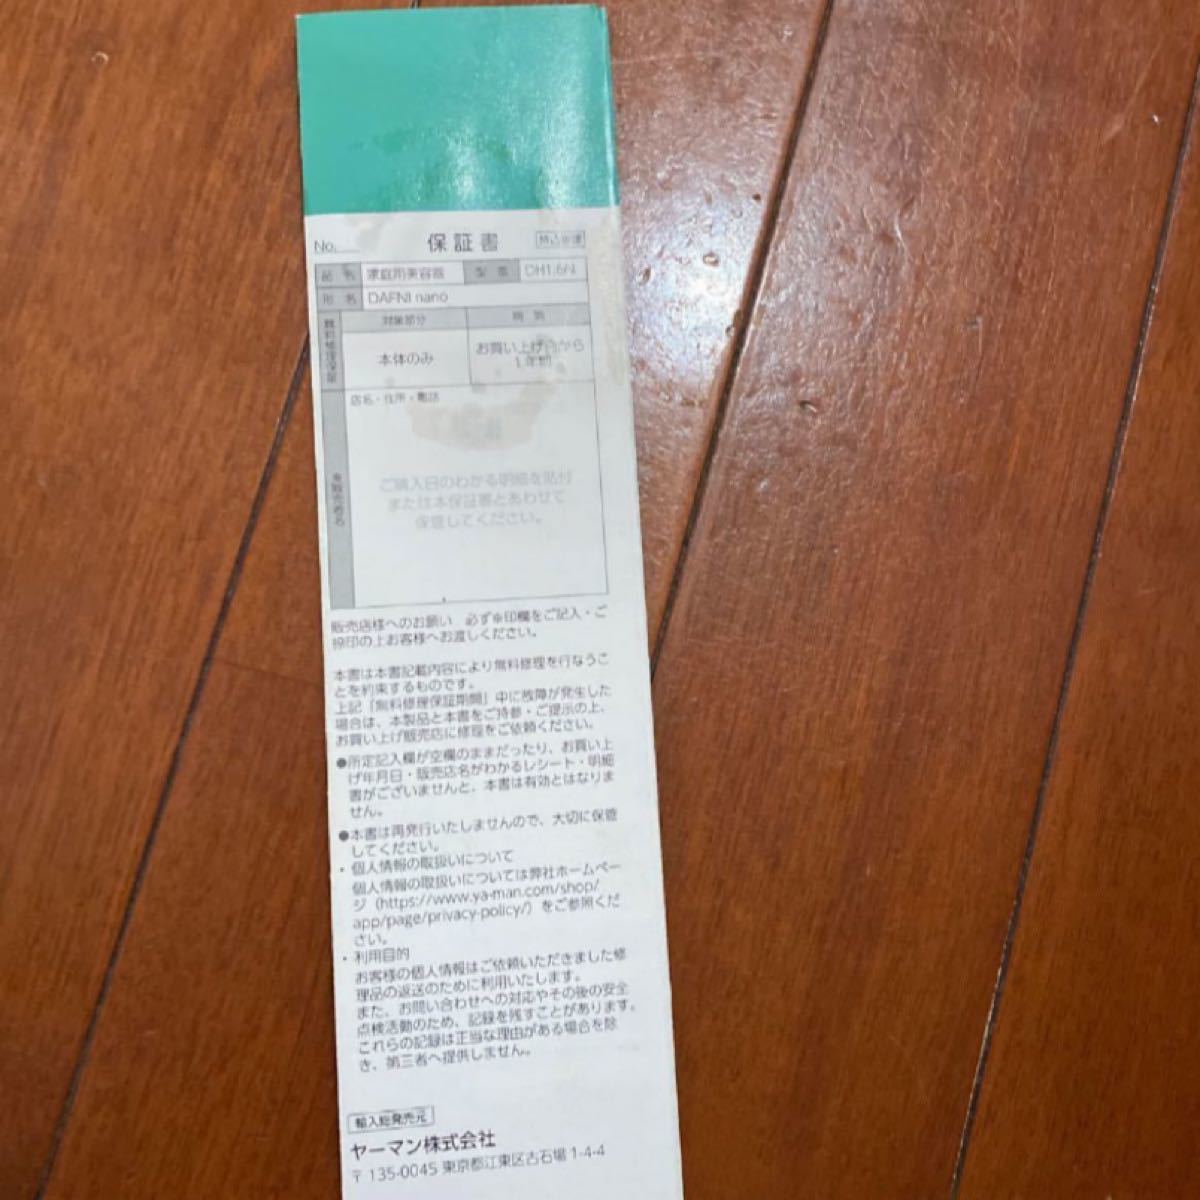 No.
保証書
持込修理
品 名 家庭用美容器 型 番 DH1.6N
形 名 DAFNI nano
無料修理保証
対象部分 期 間
本体のみ お買い上げ日から
1年間
※販売店名
店名・住所・電話
ご購入日のわかる明細を貼付
または本保証書とあわせて
保管してください。
販売店様へのお願い 必ず※印欄をご記入・ご
捺印の上お客様へお渡しください。
本書は本書記載内容により無料修理を行なうこ
とを約束するものです。
上記「無料修理保証期間」中に故障が発生した
場合は、本製品と本書をご持参・ご提示の上、
お買い上げ販売店に修理をご依頼ください。
●所定記入欄が空欄のままだったり、お買い上
げ年月日・販売店名がわかるレシート・明細
書がございませんと、本書は有効とはなりま
せん。
●本書は再発行いたしませんので、大切に保管
してください。
・個人情報の取扱いについて
個人情報の取扱いについては弊社ホームペー
ジ（https://www.ya-man.com/shop/
app/page/privacy-policy/）をご参照くだ
さい。
・利用目的
お客様の個人情報はご依頼いただきました修
理品の返送のために利用いたします。
また、お問い合わせへの対応やその後の安全
点検活動のため、記録を残すことがあります。
これらの記録は正当な理由がある場合を除
き、第三者へ提供しません。
輸入総発売元
ヤーマン株式会社
〒135-0045 東京都江東区古石場 1-4-4